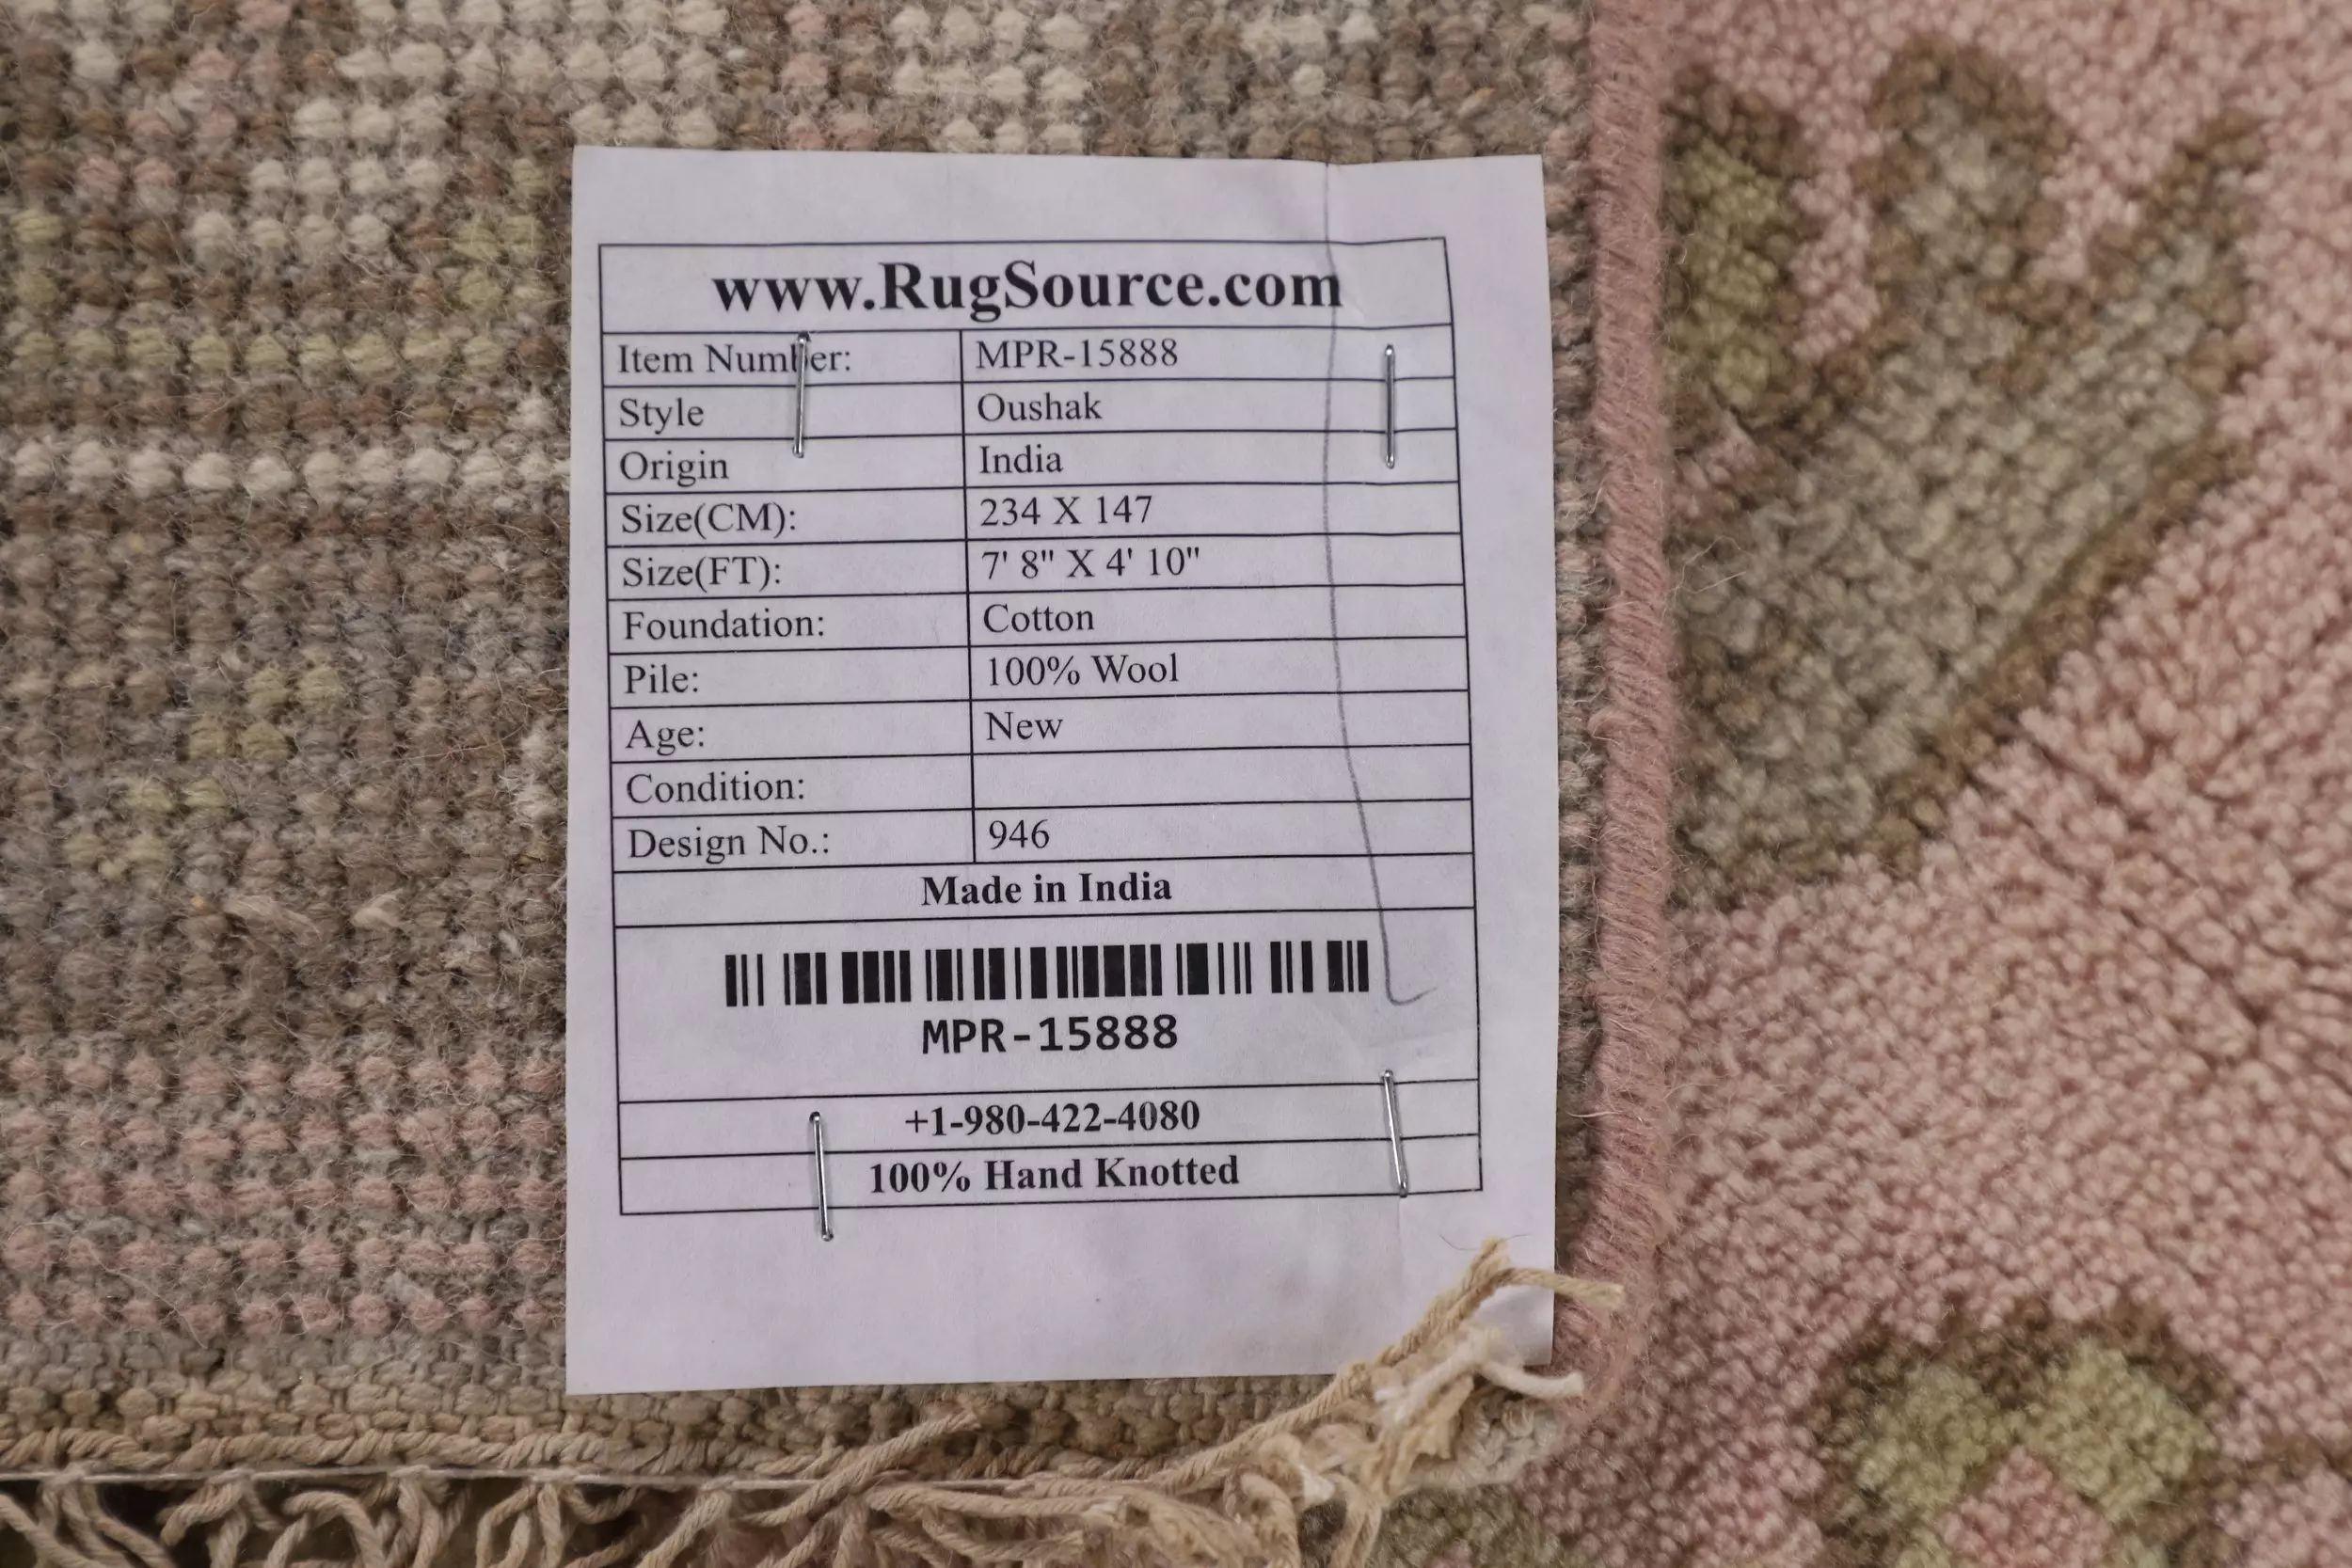 www.RugSource.com
Item Number: MPR-15888
Style Oushak
Origin India
Size(CM): 234 X 147
Size(FT): 7' 8" X 4' 10"
Foundation: Cotton
Pile: 100% Wool
Age: New
Condition:
Design No.: 946
Made in India
MPR-15888
+1-980-422-4080
100% Hand Knotted